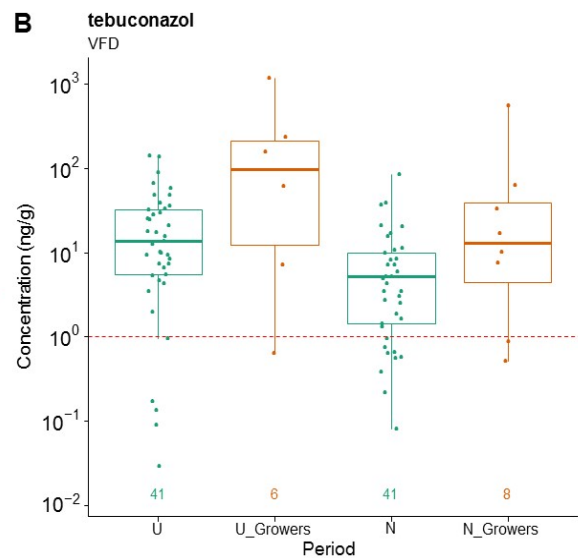 B
tebuconazol
VFD
Concentration (ng/g)
10³
10²
10¹
10⁰
10⁻¹
10⁻²
41 6 41 8
U U_Growers N N_Growers
Period